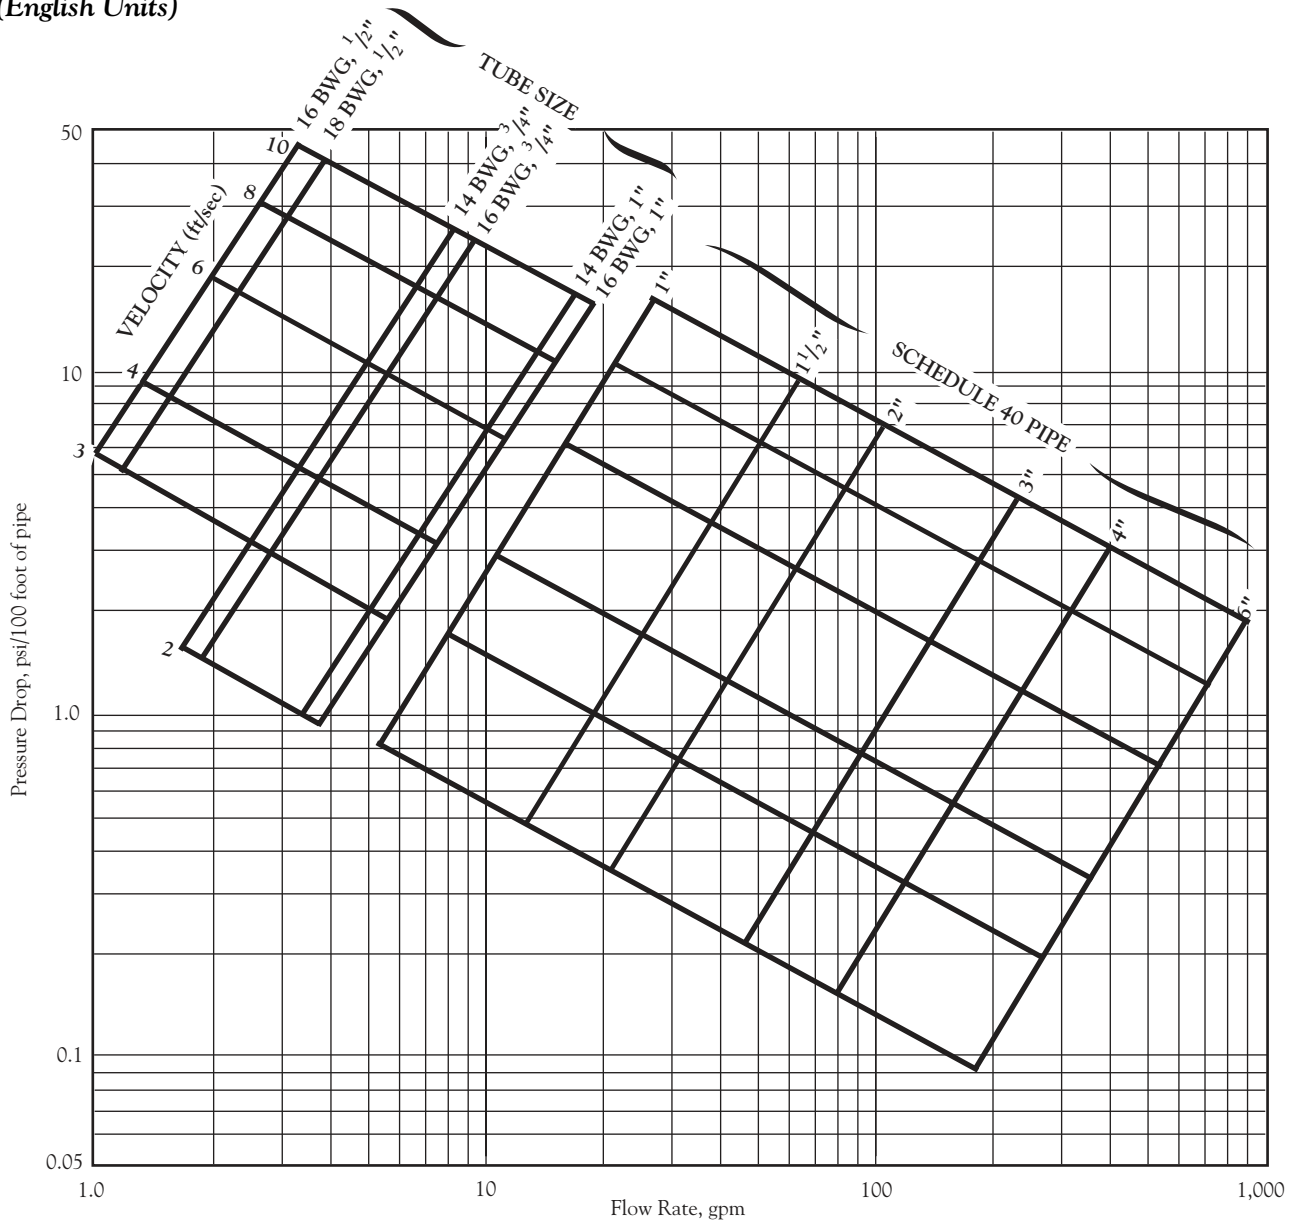 (English Units)
TUBE SIZE
16 BWG, 1/2"
18 BWG, 1/2"
14 BWG, 3/4"
16 BWG, 3/4"
14 BWG, 1"
16 BWG, 1"
SCHEDULE 40 PIPE
1"
1 1/2"
2"
3"
4"
6"
VELOCITY (ft/sec)
10
8
6
4
3
2
Pressure Drop, psi/100 foot of pipe
50
10
1.0
0.1
0.05
1.0
10
100
1,000
Flow Rate, gpm